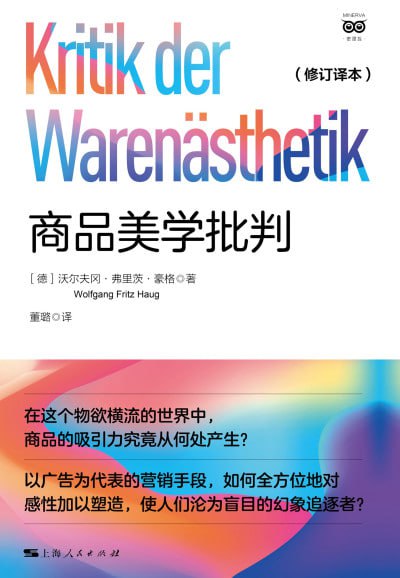 MINERVA
·密涅瓦·
Kritik der
（修订译本）
Warenästhetik
商品美学批判
［德］沃尔夫冈·弗里茨·豪格◎著
Wolfgang Fritz Haug
董璐◎译
在这个物欲横流的世界中，
商品的吸引力究竟从何处产生？
以广告为代表的营销手段，如何全方位地对
感性加以塑造，使人们沦为盲目的幻象追逐者？
上海人民出版社